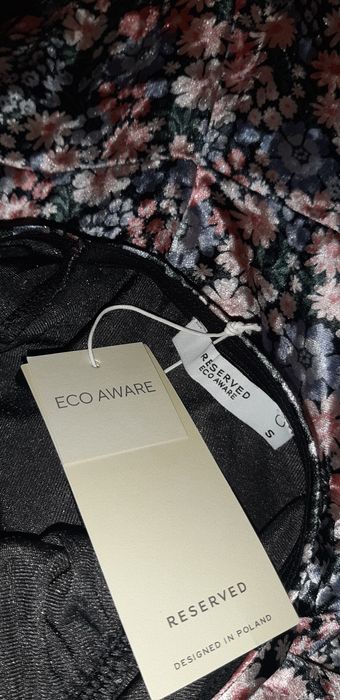 ECO AWARE
RESERVED
DESIGNED IN POLAND
RESERVED
ECO AWARE
S